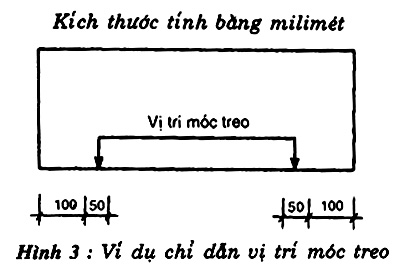 Kích thước tính bằng milimét
Vị trí móc treo
100 50 50 100
Hình 3 : Ví dụ chỉ dẫn vị trí móc treo